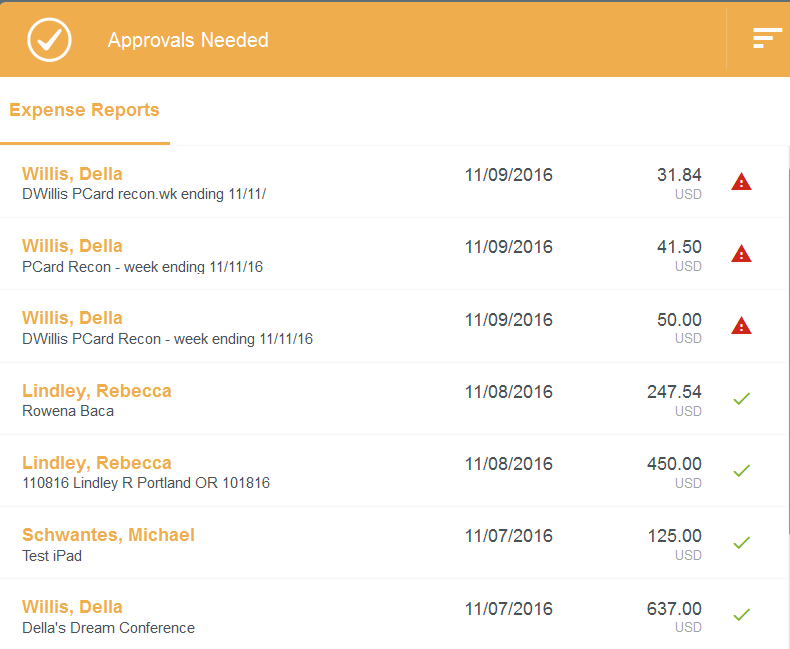 Approvals Needed
Expense Reports
Willis, Della 11/09/2016 31.84
DWillis PCard recon.wk ending 11/11/ USD
Willis, Della 11/09/2016 41.50
PCard Recon - week ending 11/11/16 USD
Willis, Della 11/09/2016 50.00
DWillis PCard Recon - week ending 11/11/16 USD
Lindley, Rebecca 11/08/2016 247.54
Rowena Baca USD
Lindley, Rebecca 11/08/2016 450.00
110816 Lindley R Portland OR 101816 USD
Schwantes, Michael 11/07/2016 125.00
Test iPad USD
Willis, Della 11/07/2016 637.00
Della's Dream Conference USD